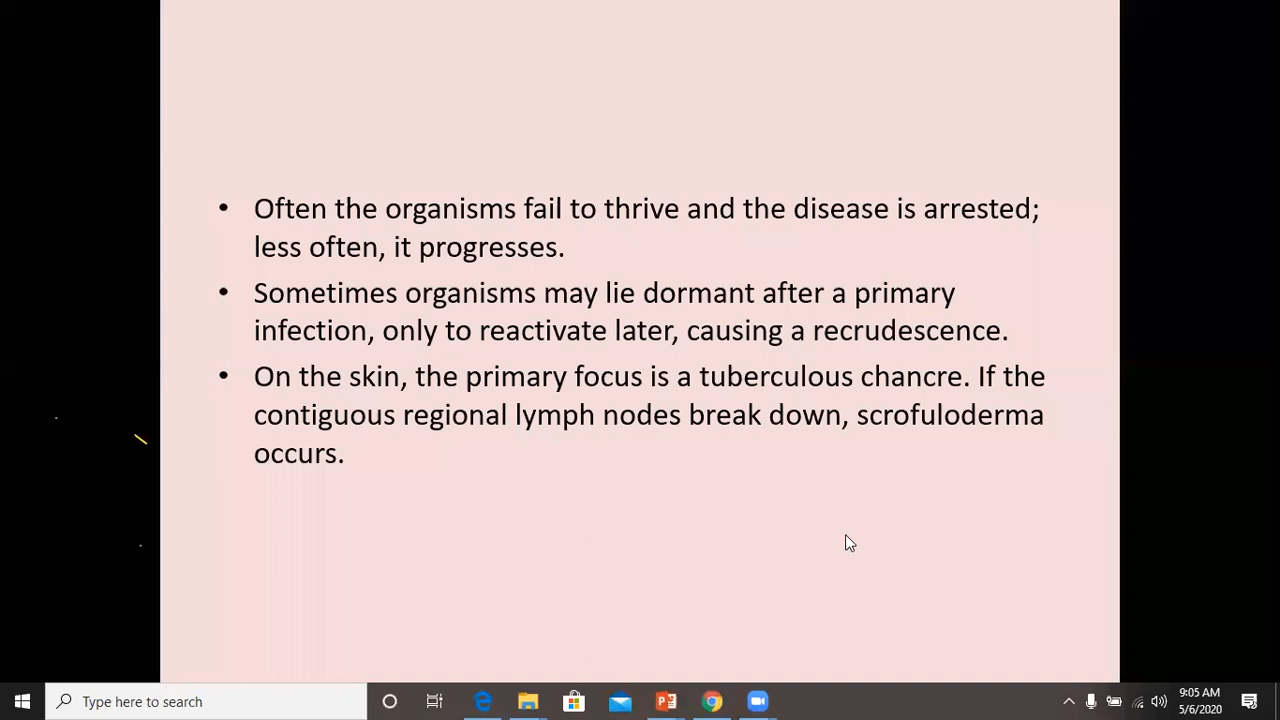 • Often the organisms fail to thrive and the disease is arrested;
less often, it progresses.
• Sometimes organisms may lie dormant after a primary
infection, only to reactivate later, causing a recrudescence.
• On the skin, the primary focus is a tuberculous chancre. If the
contiguous regional lymph nodes break down, scrofuloderma
occurs.
Type here to search
9:05 AM
5/6/2020